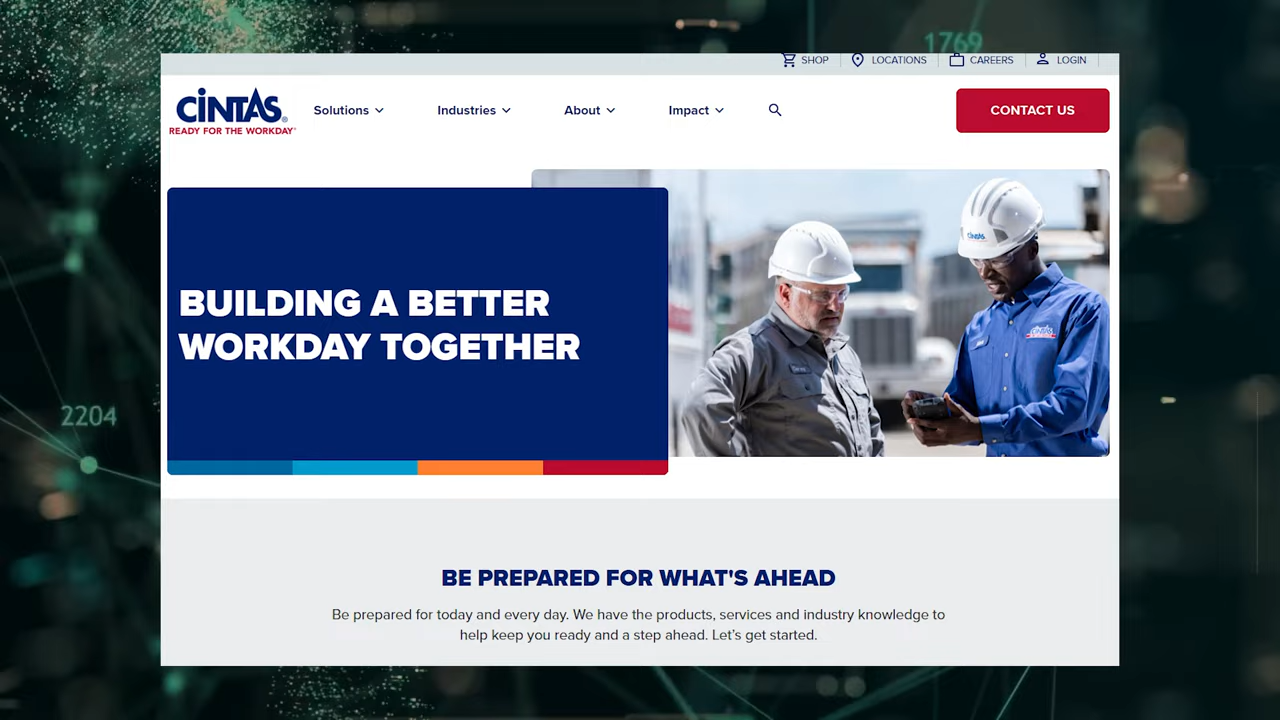 1769
SHOP
LOCATIONS
CAREERS
LOGIN
CINTAS®
READY FOR THE WORKDAY®
Solutions
Industries
About
Impact
CONTACT US
BUILDING A BETTER
WORKDAY TOGETHER
CINTAS
CINTAS
2204
BE PREPARED FOR WHAT'S AHEAD
Be prepared for today and every day. We have the products, services and industry knowledge to
help keep you ready and a step ahead. Let’s get started.